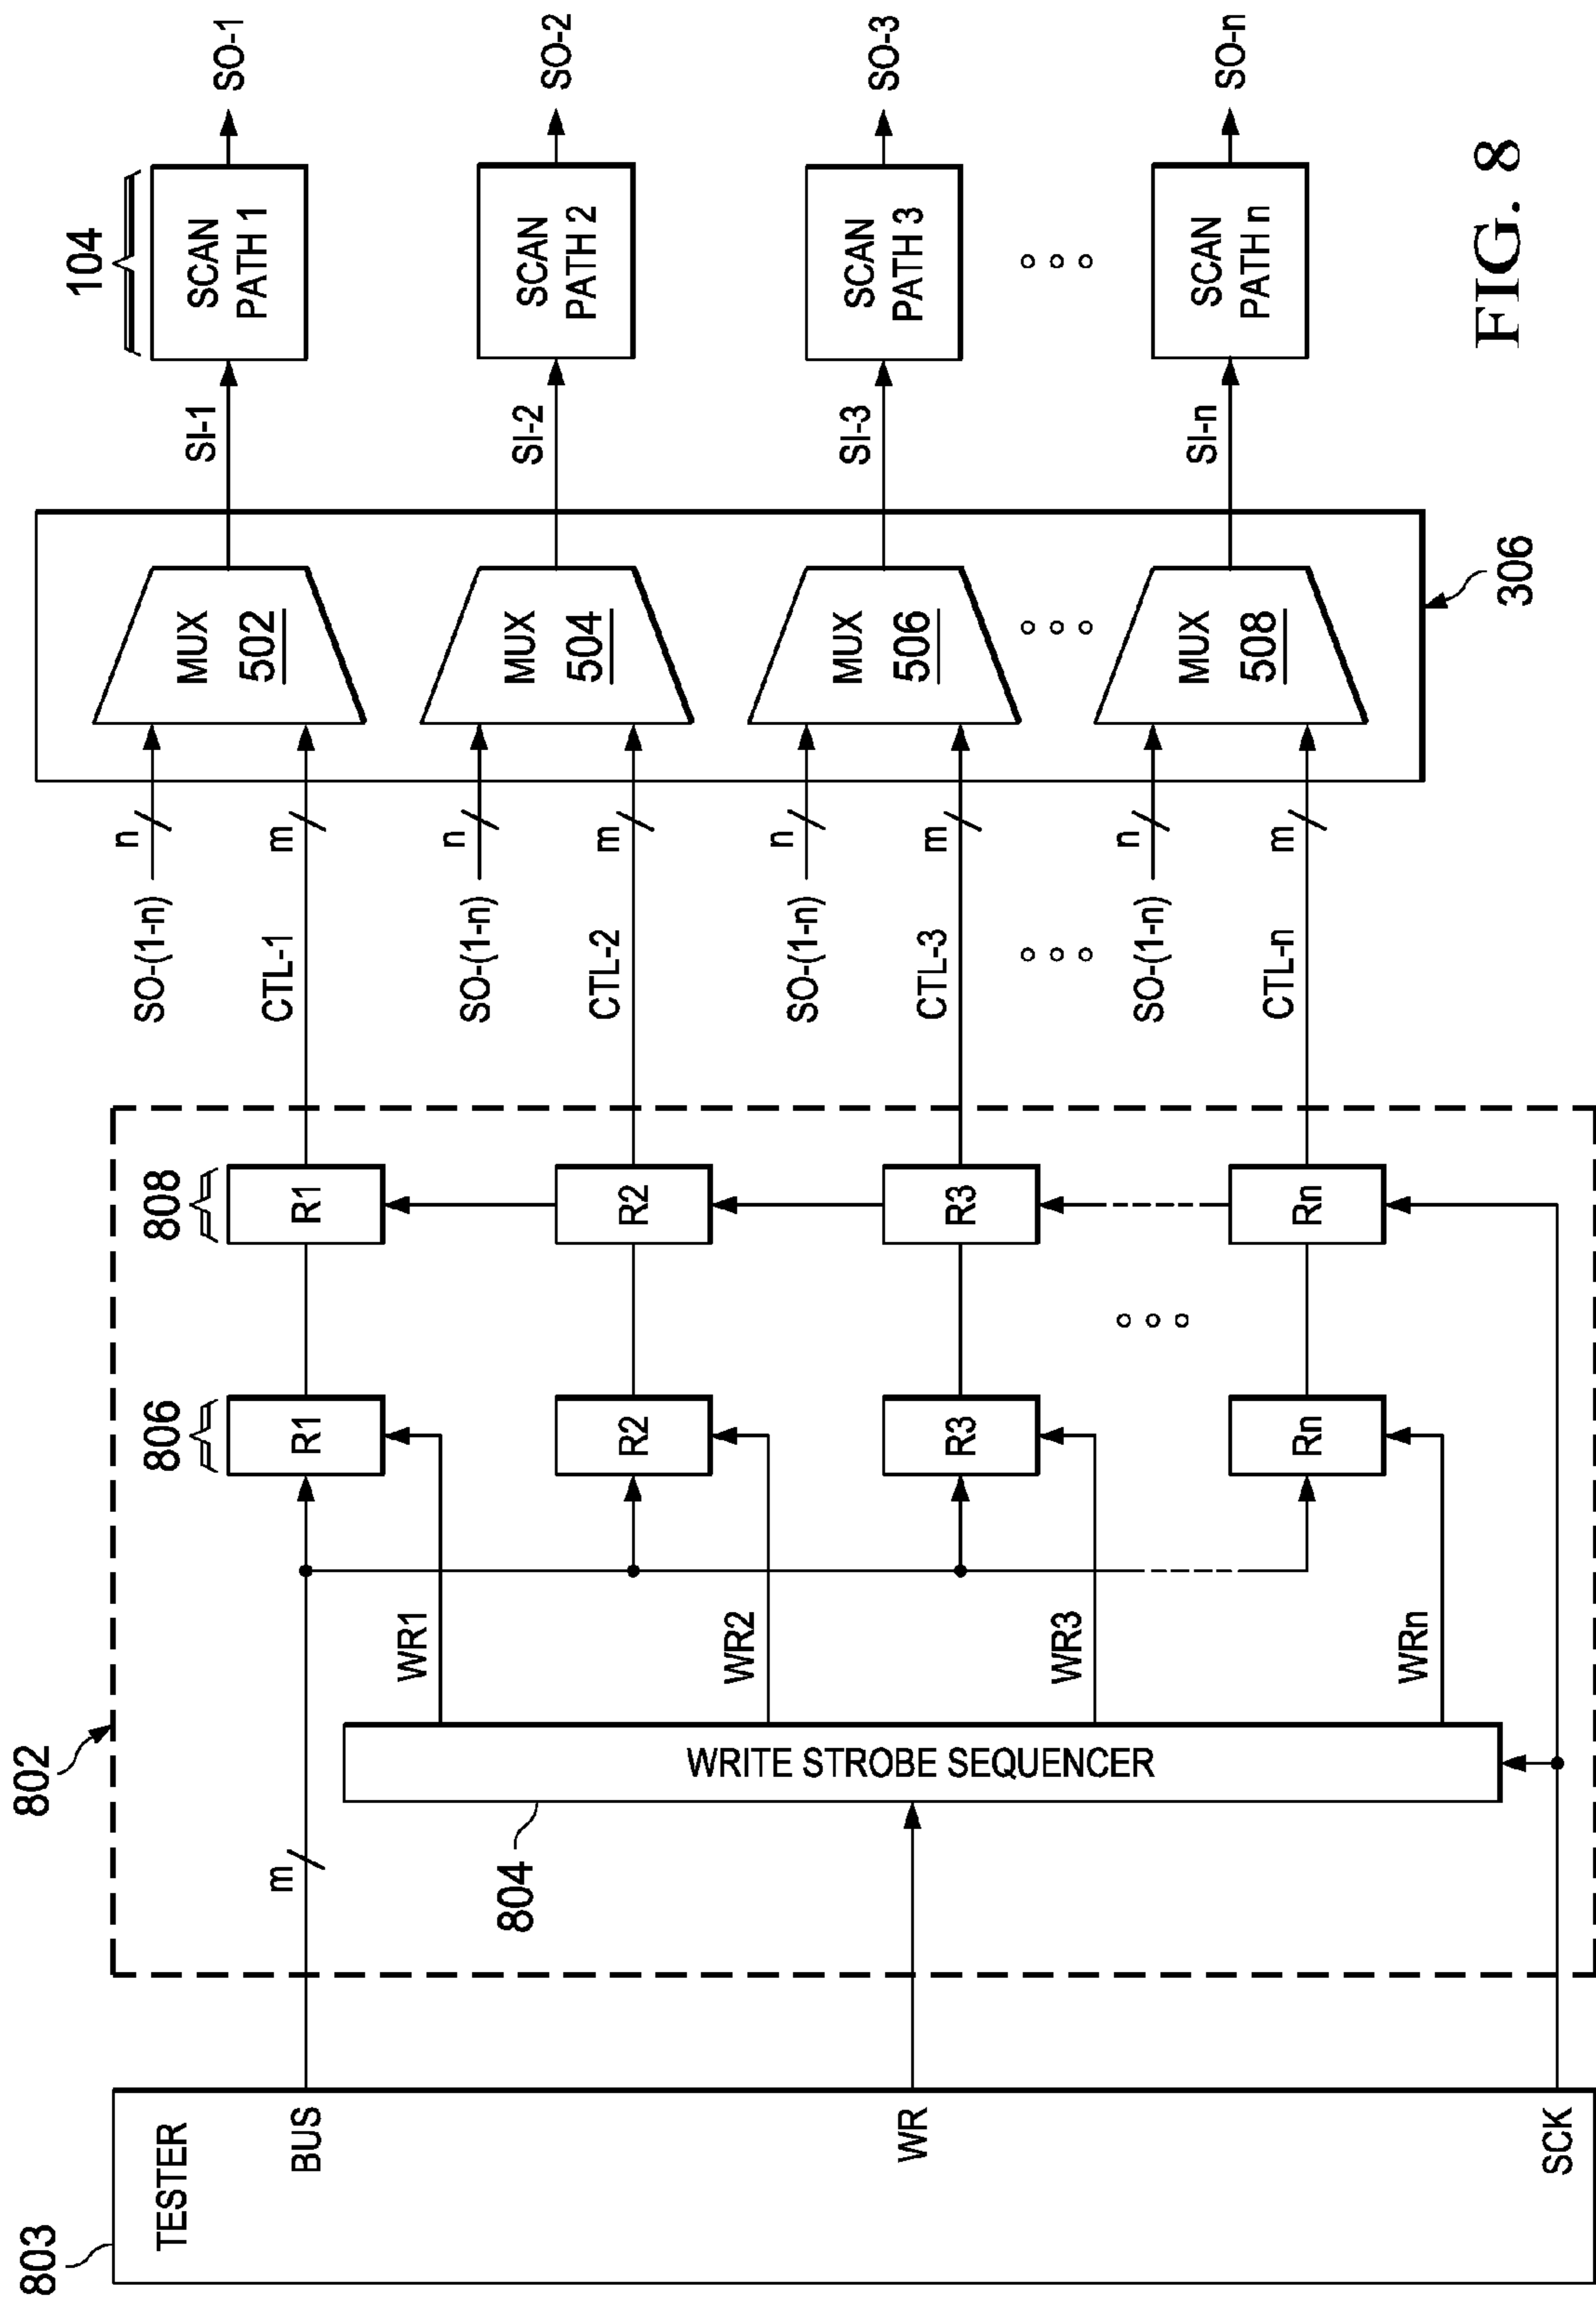 803
TESTER
BUS
WR
SCK
802
m
804
WRITE STROBE SEQUENCER
WR1
WR2
WR3
WRn
806
R1
R2
R3
Rn
808
R1
R2
R3
Rn
SO-(1-n)
n
CTL-1
m
SO-(1-n)
n
CTL-2
m
SO-(1-n)
n
CTL-3
m
SO-(1-n)
n
CTL-n
m
MUX
502
MUX
504
MUX
506
MUX
508
306
SI-1
SI-2
SI-3
SI-n
104
SCAN
PATH 1
SCAN
PATH 2
SCAN
PATH 3
SCAN
PATH n
SO-1
SO-2
SO-3
SO-n
FIG. 8